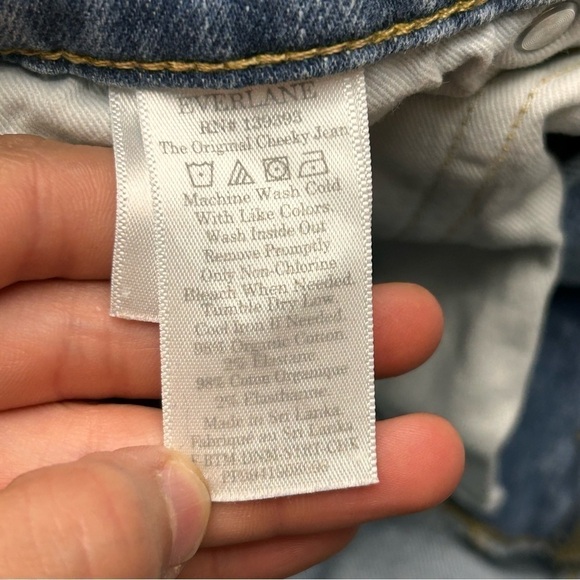 EVERLANE
RN# 139393
The Original Cheeky Jean
Machine Wash Cold
With Like Colors
Wash Inside Out
Remove Promptly
Only Non-Chlorine
Bleach When Needed
Tumble Dry Low
Cool Iron If Needed
98% Organic Cotton
2% Elastane
98% Coton Organique
2% Elasthanne
Made in Sri Lanka
Fabriqué au Sri Lanka